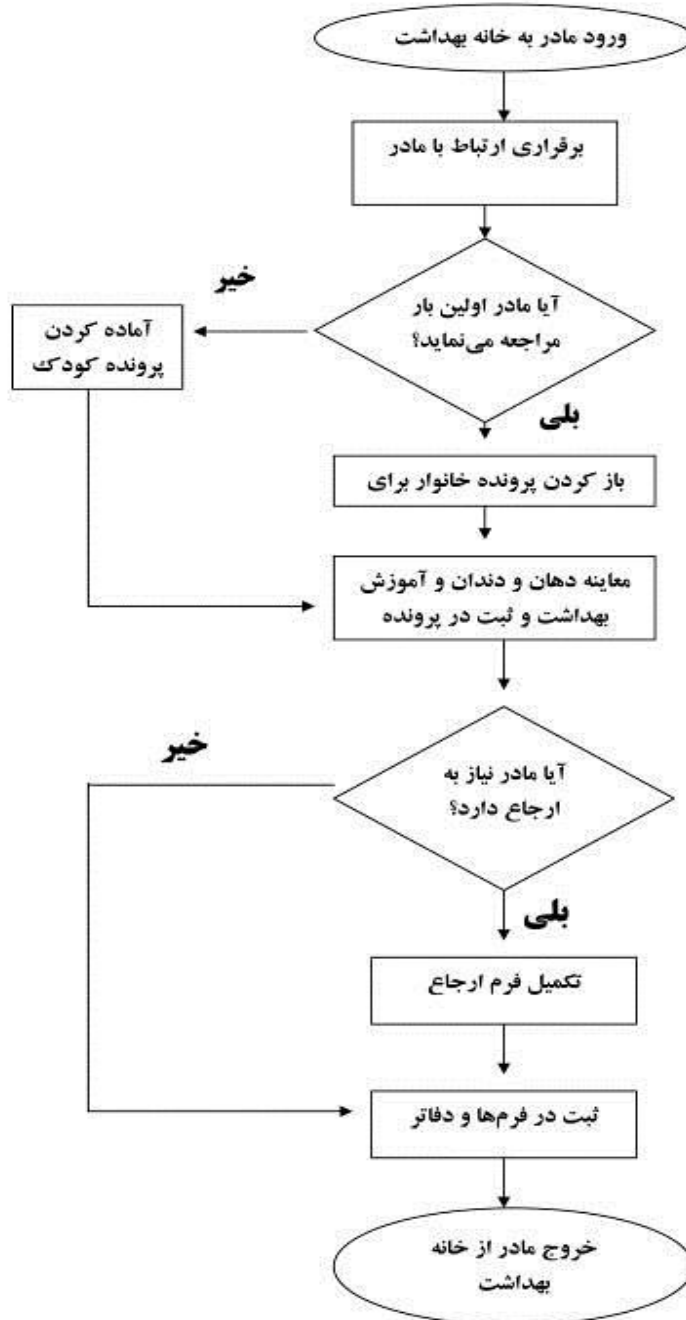 ورود مادر به خانه بهداشت
برقراری ارتباط با مادر
آیا مادر اولین بار
مراجعه می‌نماید؟
خیر
آماده کردن
پرونده کودک
بلی
باز کردن پرونده خانوار برای
معاینه دهان و دندان و آموزش
بهداشت و ثبت در پرونده
آیا مادر نیاز به
ارجاع دارد؟
خیر
بلی
تکمیل فرم ارجاع
ثبت در فرم‌ها و دفاتر
خروج مادر از خانه
بهداشت